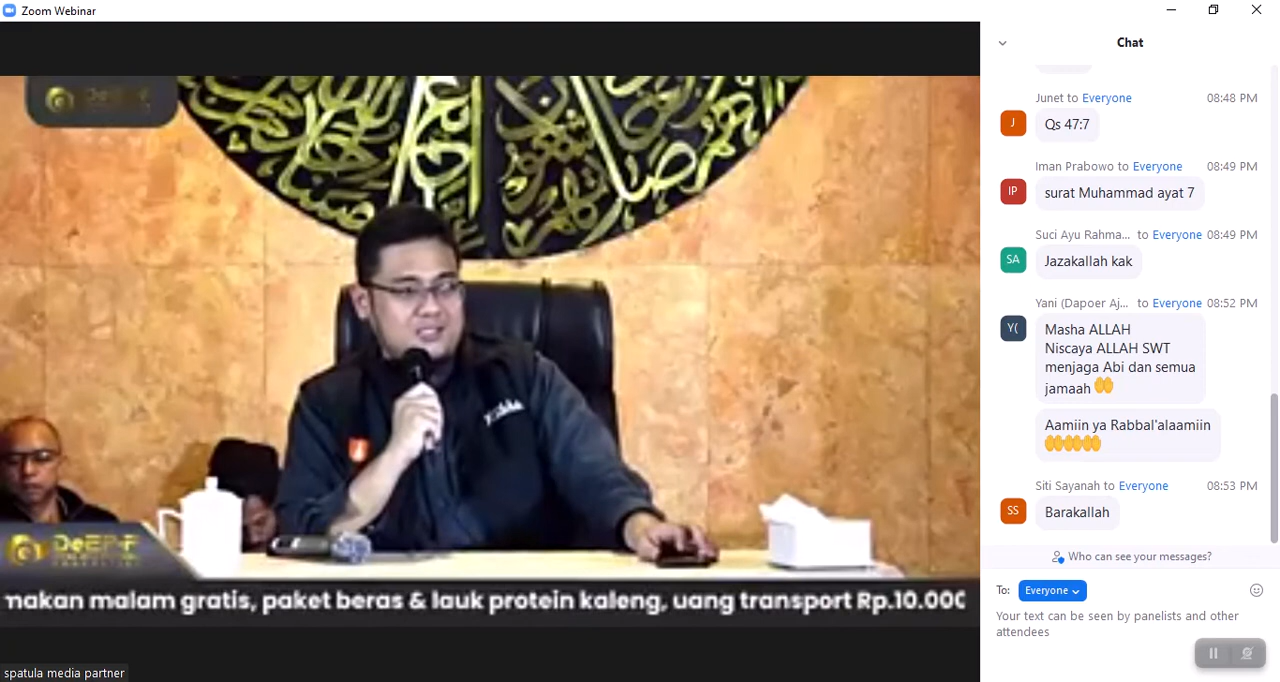 Zoom Webinar
Chat
Junet to Everyone 08:48 PM
J
Qs 47:7
Iman Prabowo to Everyone 08:49 PM
IP
surat Muhammad ayat 7
Suci Ayu Rahma... to Everyone 08:49 PM
SA
Jazakallah kak
Yani (Dapoer Aj... to Everyone 08:52 PM
Y(
Masha ALLAH
Niscaya ALLAH SWT
menjaga Abi dan semua
jamaah 🤲
Aamiin ya Rabbal'alaamiin
🤲🤲🤲🤲🤲
Siti Sayanah to Everyone 08:53 PM
SS
Barakallah
Who can see your messages?
To: Everyone
Your text can be seen by panelists and other
attendees
makan malam gratis, paket beras & lauk protein kaleng, uang transport Rp.10.000
spatula media partner